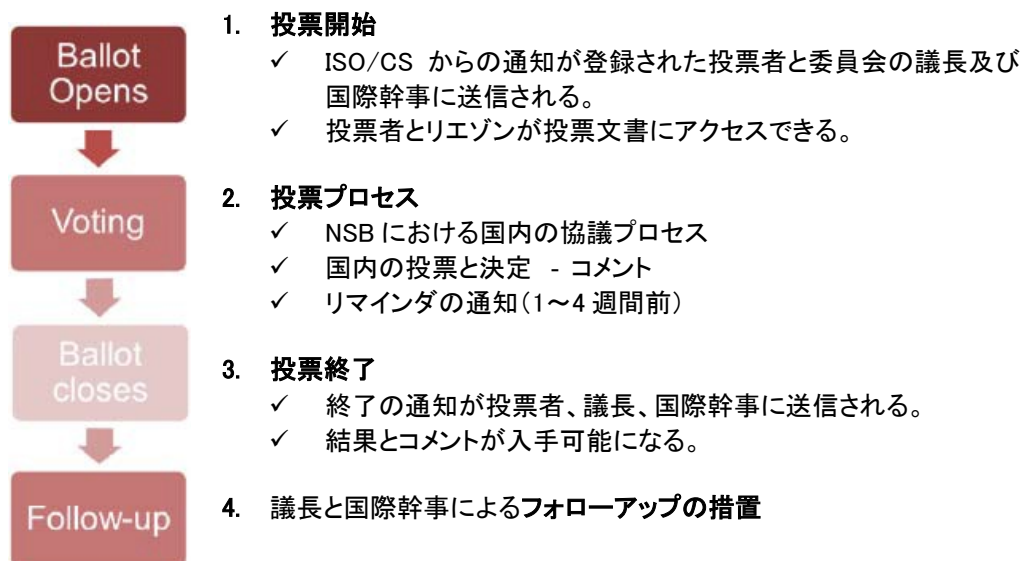 Ballot
Opens
Voting
Ballot
closes
Follow-up
1. 投票開始
✓ ISO/CS からの通知が登録された投票者と委員会の議長及び
国際幹事に送信される。
✓ 投票者とリエゾンが投票文書にアクセスできる。
2. 投票プロセス
✓ NSB における国内の協議プロセス
✓ 国内の投票と決定 - コメント
✓ リマインダの通知(1～4 週間前)
3. 投票終了
✓ 終了の通知が投票者、議長、国際幹事に送信される。
✓ 結果とコメントが入手可能になる。
4. 議長と国際幹事によるフォローアップの措置